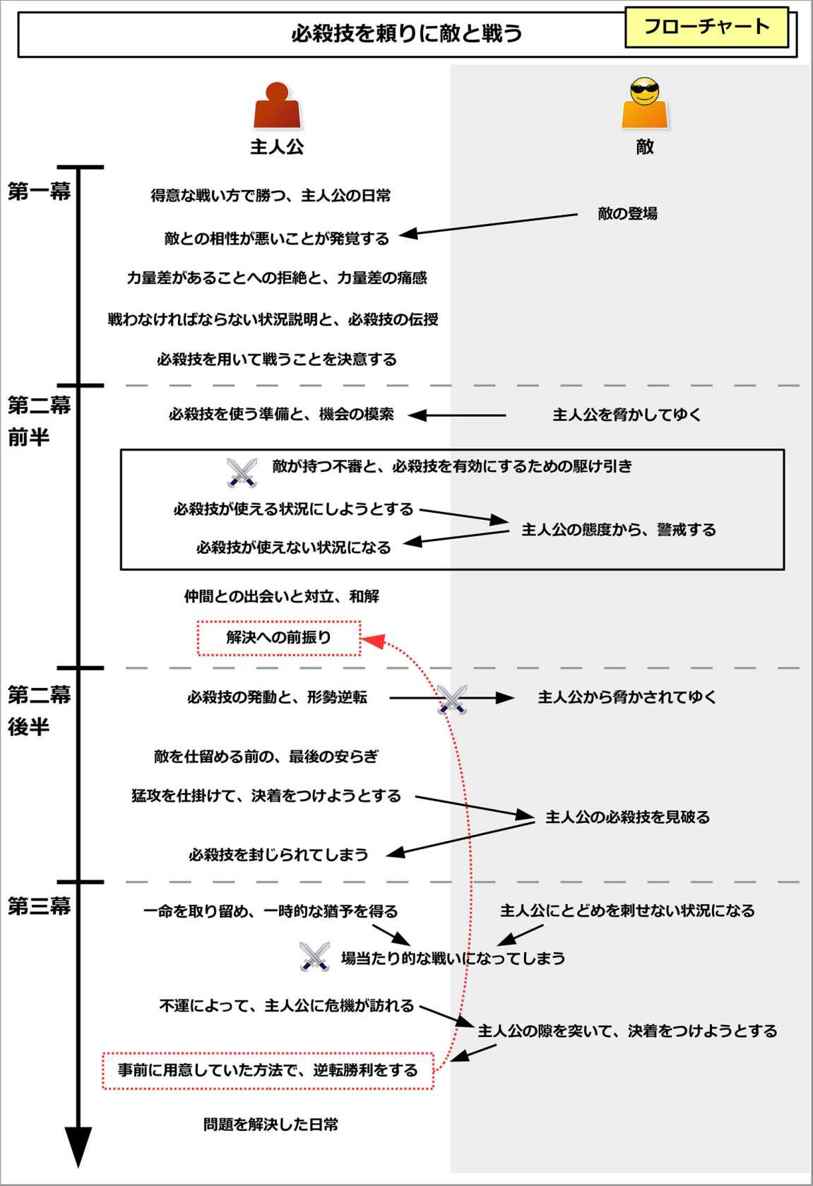 必殺技を頼りに敵と戦う
フローチャート
主人公
敵
第一幕
得意な戦い方で勝つ、主人公の日常
敵の登場
敵との相性が悪いことが発覚する
力量差があることへの拒絶と、力量差の痛感
戦わなければならない状況説明と、必殺技の伝授
必殺技を用いて戦うことを決意する
第二幕
前半
必殺技を使う準備と、機会の模索
主人公を脅かしてゆく
敵が持つ不審と、必殺技を有効にするための駆け引き
必殺技が使える状況にしようとする
主人公の態度から、警戒する
必殺技が使えない状況になる
仲間との出会いと対立、和解
解決への前振り
第二幕
後半
必殺技の発動と、形勢逆転
主人公から脅かされてゆく
敵を仕留める前の、最後の安らぎ
猛攻を仕掛けて、決着をつけようとする
主人公の必殺技を見破る
必殺技を封じられてしまう
第三幕
一命を取り留め、一時的な猶予を得る
主人公にとどめを刺せない状況になる
場当たり的な戦いになってしまう
不運によって、主人公に危機が訪れる
主人公の隙を突いて、決着をつけようとする
事前に用意していた方法で、逆転勝利をする
問題を解決した日常